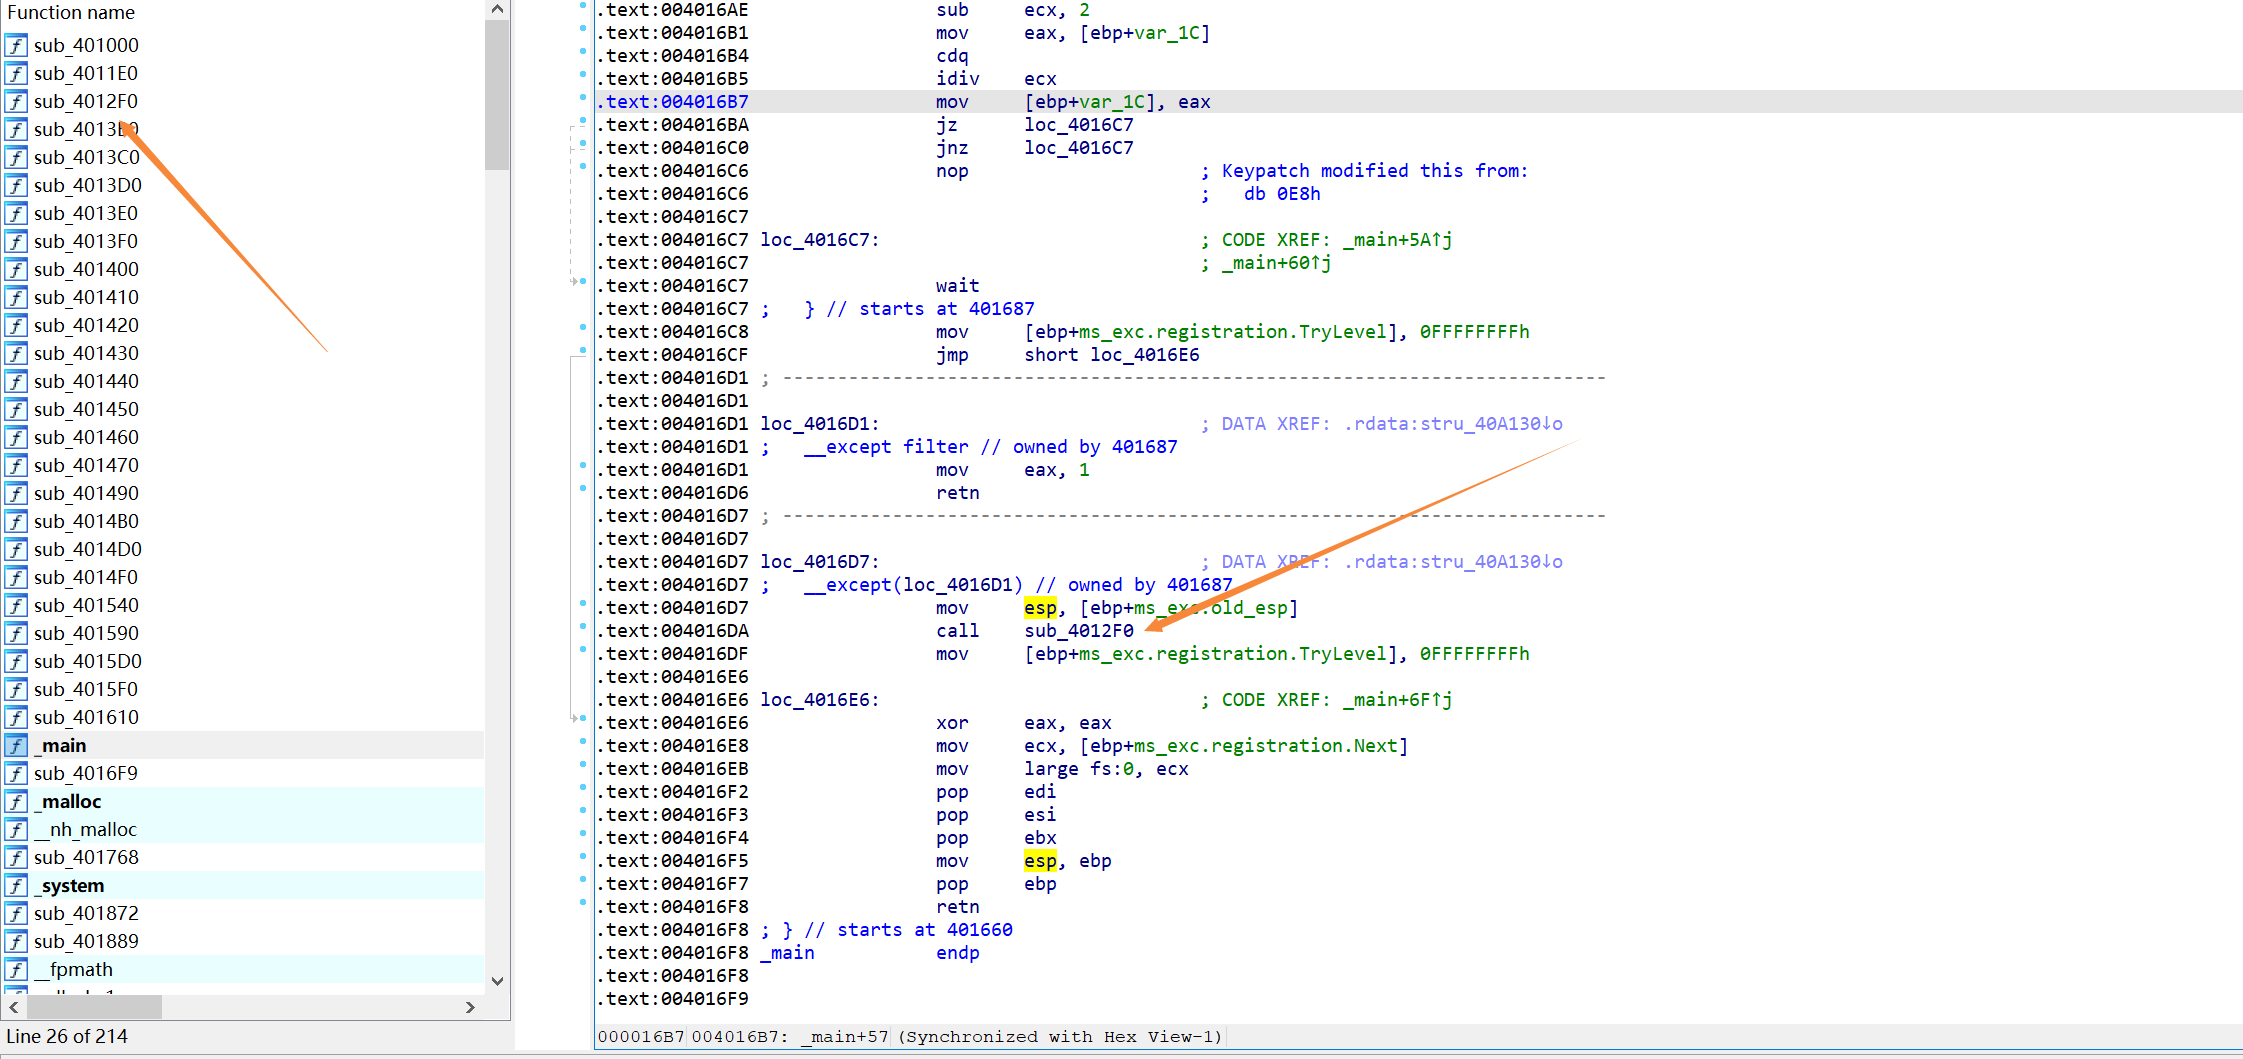 Function name
sub_401000
sub_4011E0
sub_4012F0
sub_4013B0
sub_4013C0
sub_4013D0
sub_4013E0
sub_4013F0
sub_401400
sub_401410
sub_401420
sub_401430
sub_401440
sub_401450
sub_401460
sub_401470
sub_401490
sub_4014B0
sub_4014D0
sub_4014F0
sub_401540
sub_401590
sub_4015D0
sub_4015F0
sub_401610
_main
sub_4016F9
_malloc
__nh_malloc
sub_401768
_system
sub_401872
sub_401889
__fpmath
Line 26 of 214
.text:004016AE sub ecx, 2
.text:004016B1 mov eax, [ebp+var_1C]
.text:004016B4 cdq
.text:004016B5 idiv ecx
.text:004016B7 mov [ebp+var_1C], eax
.text:004016BA jz loc_4016C7
.text:004016C0 jnz loc_4016C7
.text:004016C6 nop ; Keypatch modified this from:
.text:004016C6 ; db 0E8h
.text:004016C7
.text:004016C7 loc_4016C7: ; CODE XREF: _main+5A↑j
.text:004016C7 ; _main+60↑j
.text:004016C7 wait
.text:004016C7 ; } // starts at 401687
.text:004016C8 mov [ebp+ms_exc.registration.TryLevel], 0FFFFFFFFh
.text:004016CF jmp short loc_4016E6
.text:004016D1 ; ---------------------------------------------------------------------------
.text:004016D1
.text:004016D1 loc_4016D1: ; DATA XREF: .rdata:stru_40A130↓o
.text:004016D1 ; __except filter // owned by 401687
.text:004016D1 mov eax, 1
.text:004016D6 retn
.text:004016D7 ; ---------------------------------------------------------------------------
.text:004016D7
.text:004016D7 loc_4016D7: ; DATA XREF: .rdata:stru_40A130↓o
.text:004016D7 ; __except(loc_4016D1) // owned by 401687
.text:004016D7 mov esp, [ebp+ms_exc.old_esp]
.text:004016DA call sub_4012F0
.text:004016DF mov [ebp+ms_exc.registration.TryLevel], 0FFFFFFFFh
.text:004016E6
.text:004016E6 loc_4016E6: ; CODE XREF: _main+6F↑j
.text:004016E6 xor eax, eax
.text:004016E8 mov ecx, [ebp+ms_exc.registration.Next]
.text:004016EB mov large fs:0, ecx
.text:004016F2 pop edi
.text:004016F3 pop esi
.text:004016F4 pop ebx
.text:004016F5 mov esp, ebp
.text:004016F7 pop ebp
.text:004016F8 retn
.text:004016F8 ; } // starts at 401660
.text:004016F8 _main endp
.text:004016F8
.text:004016F9
000016B7 004016B7: _main+57 (Synchronized with Hex View-1)